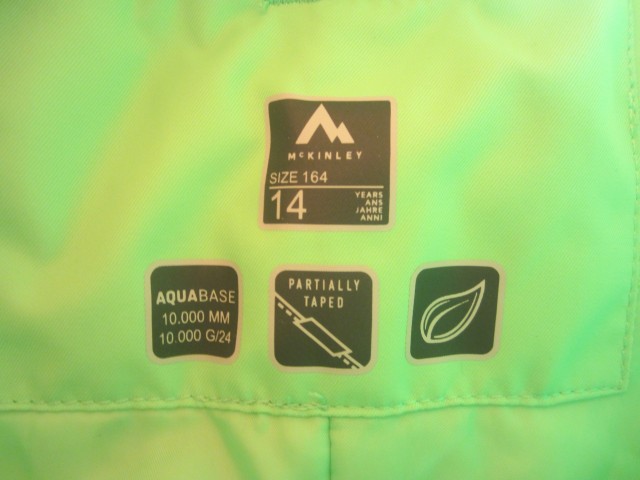 McKINLEY
SIZE 164
14
YEARS
ANS
JAHRE
ANNI
AQUABASE
10.000 MM
10.000 G/24
PARTIALLY
TAPED